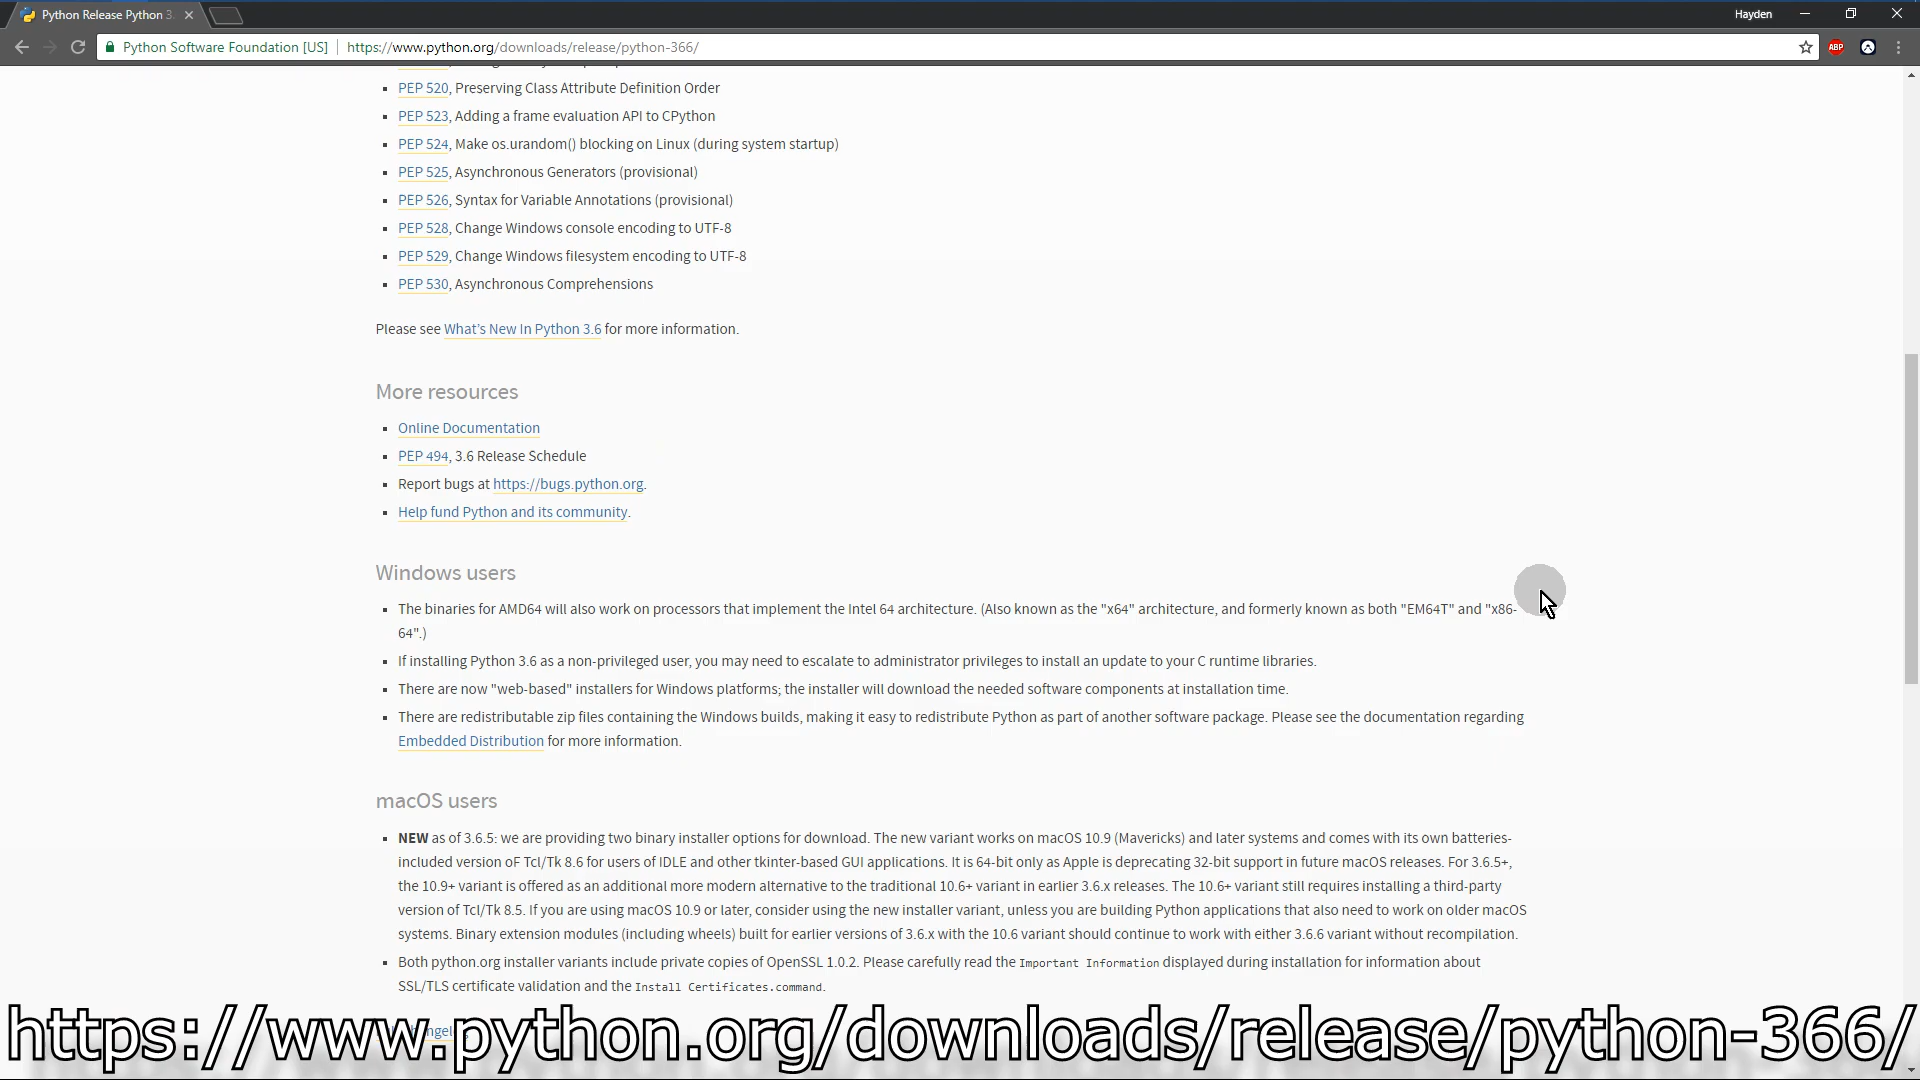 Python Release Python 3.
Hayden
Python Software Foundation [US]
https://www.python.org/downloads/release/python-366/
ABP
PEP 520, Preserving Class Attribute Definition Order
PEP 523, Adding a frame evaluation API to CPython
PEP 524, Make os.urandom() blocking on Linux (during system startup)
PEP 525, Asynchronous Generators (provisional)
PEP 526, Syntax for Variable Annotations (provisional)
PEP 528, Change Windows console encoding to UTF-8
PEP 529, Change Windows filesystem encoding to UTF-8
PEP 530, Asynchronous Comprehensions
Please see What's New In Python 3.6 for more information.
More resources
Online Documentation
PEP 494, 3.6 Release Schedule
Report bugs at https://bugs.python.org.
Help fund Python and its community.
Windows users
The binaries for AMD64 will also work on processors that implement the Intel 64 architecture. (Also known as the "x64" architecture, and formerly known as both "EM64T" and "x86-
64".)
If installing Python 3.6 as a non-privileged user, you may need to escalate to administrator privileges to install an update to your C runtime libraries.
There are now "web-based" installers for Windows platforms; the installer will download the needed software components at installation time.
There are redistributable zip files containing the Windows builds, making it easy to redistribute Python as part of another software package. Please see the documentation regarding
Embedded Distribution for more information.
macOS users
NEW as of 3.6.5: we are providing two binary installer options for download. The new variant works on macOS 10.9 (Mavericks) and later systems and comes with its own batteries-
included version oF Tcl/Tk 8.6 for users of IDLE and other tkinter-based GUI applications. It is 64-bit only as Apple is deprecating 32-bit support in future macOS releases. For 3.6.5+,
the 10.9+ variant is offered as an additional more modern alternative to the traditional 10.6+ variant in earlier 3.6.x releases. The 10.6+ variant still requires installing a third-party
version of Tcl/Tk 8.5. If you are using macOS 10.9 or later, consider using the new installer variant, unless you are building Python applications that also need to work on older macOS
systems. Binary extension modules (including wheels) built for earlier versions of 3.6.x with the 10.6 variant should continue to work with either 3.6.6 variant without recompilation.
Both python.org installer variants include private copies of OpenSSL 1.0.2. Please carefully read the Important Information displayed during installation for information about
SSL/TLS certificate validation and the Install Certificates.command.
https://www.python.org/downloads/release/python-366/